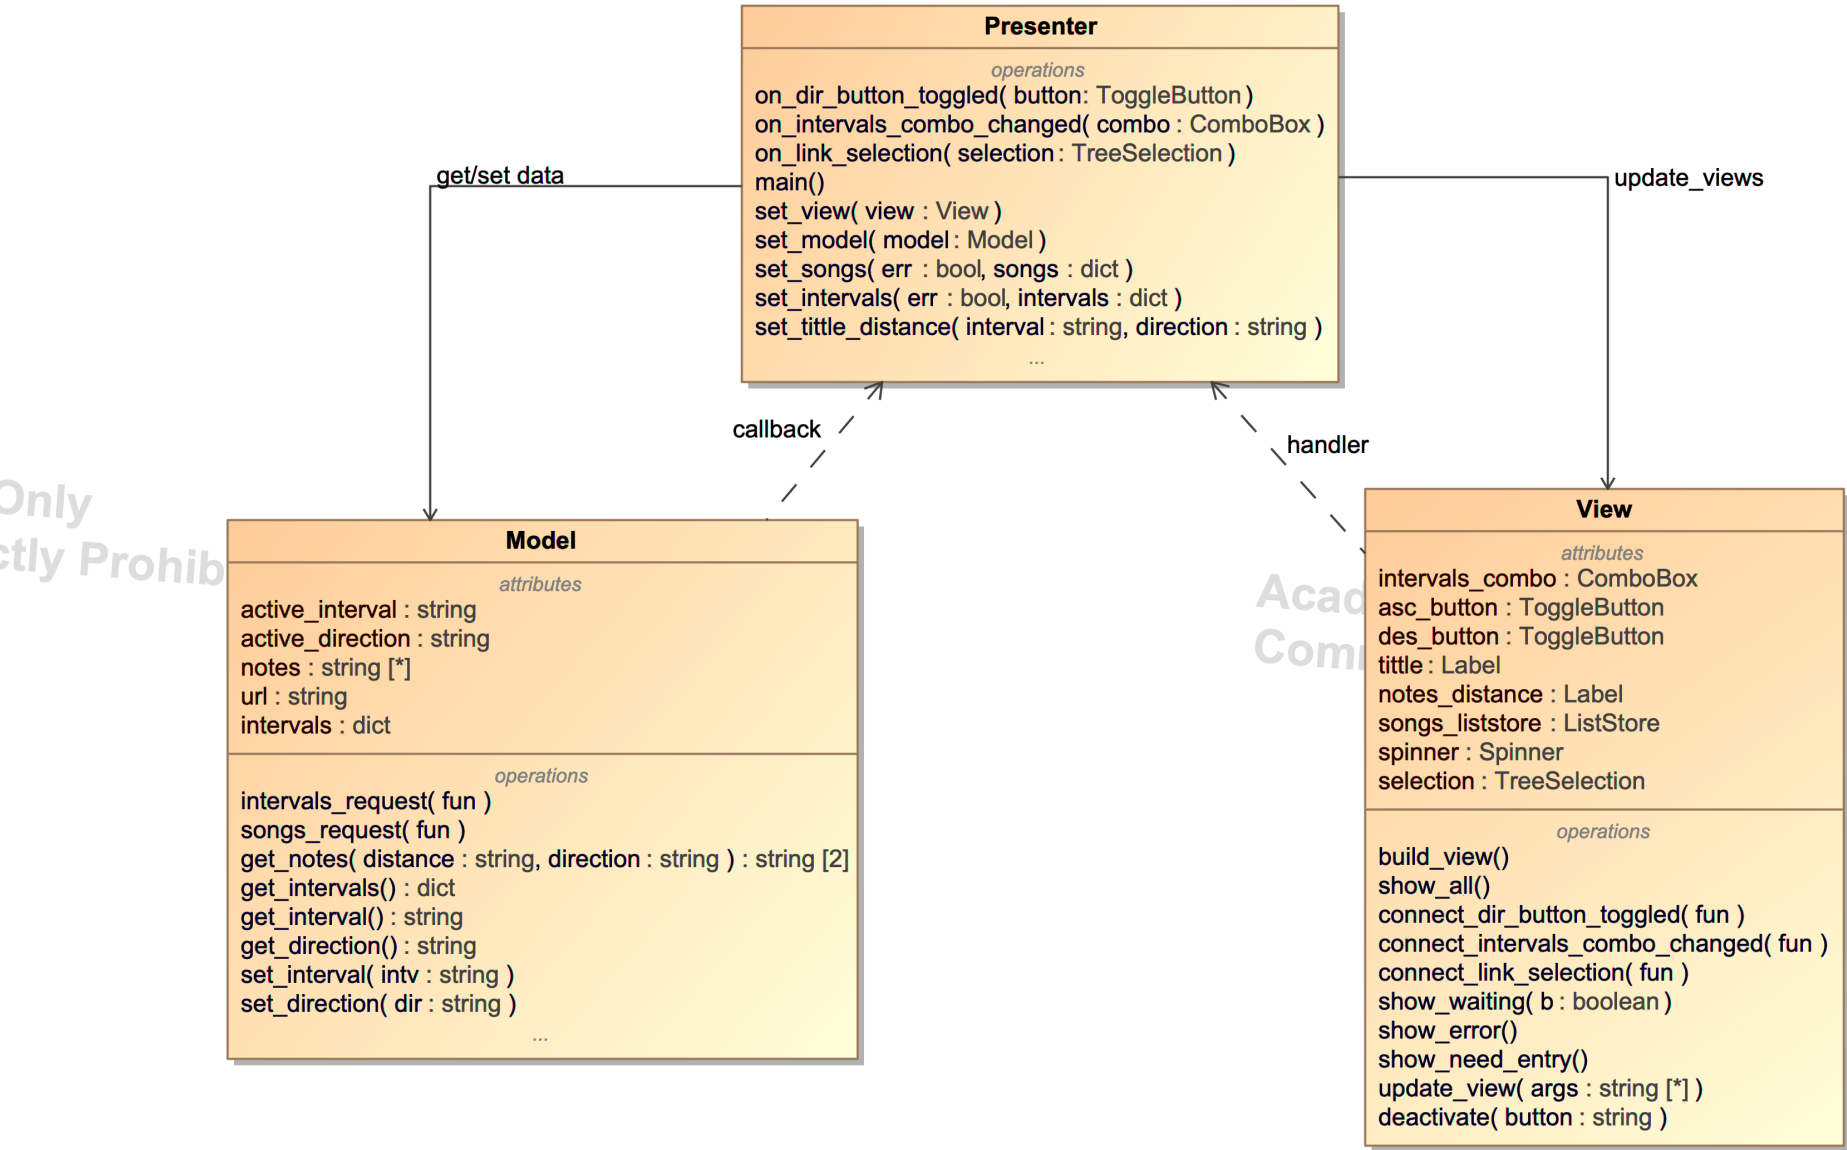 Presenter
operations
on_dir_button_toggled( button: ToggleButton )
on_intervals_combo_changed( combo : ComboBox )
on_link_selection( selection : TreeSelection )
main()
set_view( view : View )
set_model( model : Model )
set_songs( err : bool, songs : dict )
set_intervals( err : bool, intervals : dict )
set_tittle_distance( interval : string, direction : string )
...
get/set data
update_views
callback
handler
Only
ctly Prohib
Model
attributes
active_interval : string
active_direction : string
notes : string [*]
url : string
intervals : dict
operations
intervals_request( fun )
songs_request( fun )
get_notes( distance : string, direction : string ) : string [2]
get_intervals() : dict
get_interval() : string
get_direction() : string
set_interval( intv : string )
set_direction( dir : string )
...
Acad
Com
View
attributes
intervals_combo : ComboBox
asc_button : ToggleButton
des_button : ToggleButton
tittle : Label
notes_distance : Label
songs_liststore : ListStore
spinner : Spinner
selection : TreeSelection
operations
build_view()
show_all()
connect_dir_button_toggled( fun )
connect_intervals_combo_changed( fun )
connect_link_selection( fun )
show_waiting( b : boolean )
show_error()
show_need_entry()
update_view( args : string [*] )
deactivate( button : string )